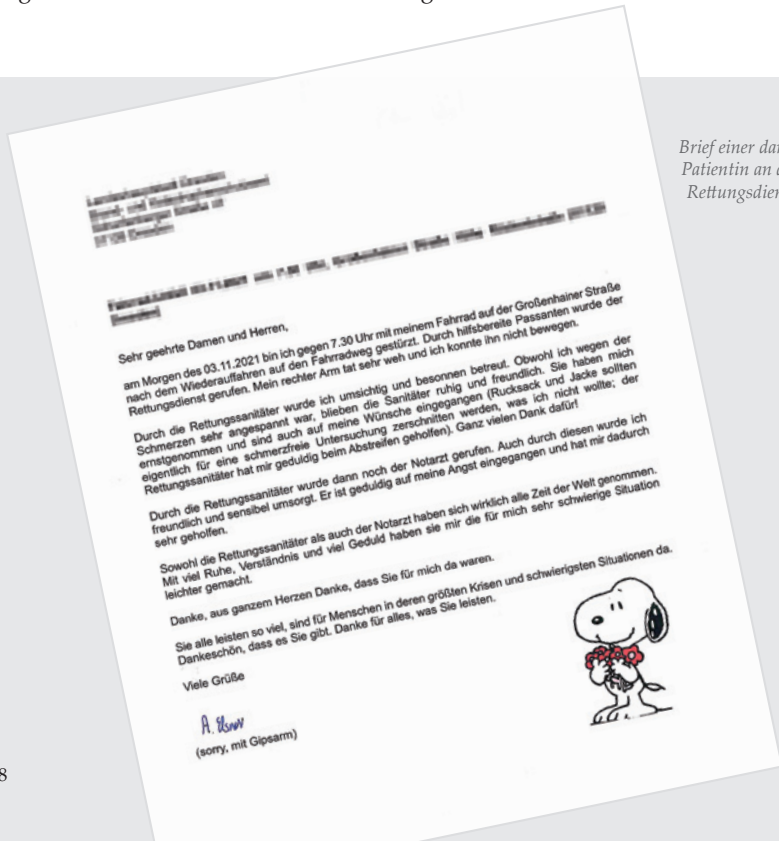 Brief einer
Patientin an
Rettungsdien
Sehr geehrte Damen und Herren,
am Morgen des 03.11.2021 bin ich gegen 7.30 Uhr mit meinem Fahrrad auf der Großenhainer Straße
nach dem Wiederauffahren auf den Fahrradweg gestürzt. Durch hilfsbereite Passanten wurde der
Rettungsdienst gerufen. Mein rechter Arm tat sehr weh und ich konnte ihn nicht bewegen.
Durch die Rettungssanitäter wurde ich umsichtig und besonnen betreut. Obwohl ich wegen der
Schmerzen sehr angespannt war, blieben die Sanitäter ruhig und freundlich. Sie haben mich
ernstgenommen und sind auch auf meine Wünsche eingegangen (Rucksack und Jacke sollten
eigentlich für eine schmerzfreie Untersuchung zerschnitten werden, was ich nicht wollte; der
Rettungssanitäter hat mir geduldig beim Abstreifen geholfen). Ganz vielen Dank dafür!
Durch die Rettungssanitäter wurde dann noch der Notarzt gerufen. Auch durch diesen wurde ich
freundlich und sensibel umsorgt. Er ist geduldig auf meine Angst eingegangen und hat mir dadurch
sehr geholfen.
Sowohl die Rettungssanitäter als auch der Notarzt haben sich wirklich alle Zeit der Welt genommen.
Mit viel Ruhe, Verständnis und viel Geduld haben sie mir die für mich sehr schwierige Situation
leichter gemacht.
Danke, aus ganzem Herzen Danke, dass Sie für mich da waren.
Sie alle leisten so viel, sind für Menschen in deren größten Krisen und schwierigsten Situationen da.
Dankeschön, dass es Sie gibt. Danke für alles, was Sie leisten.
Viele Grüße
(sorry, mit Gipsarm)
8